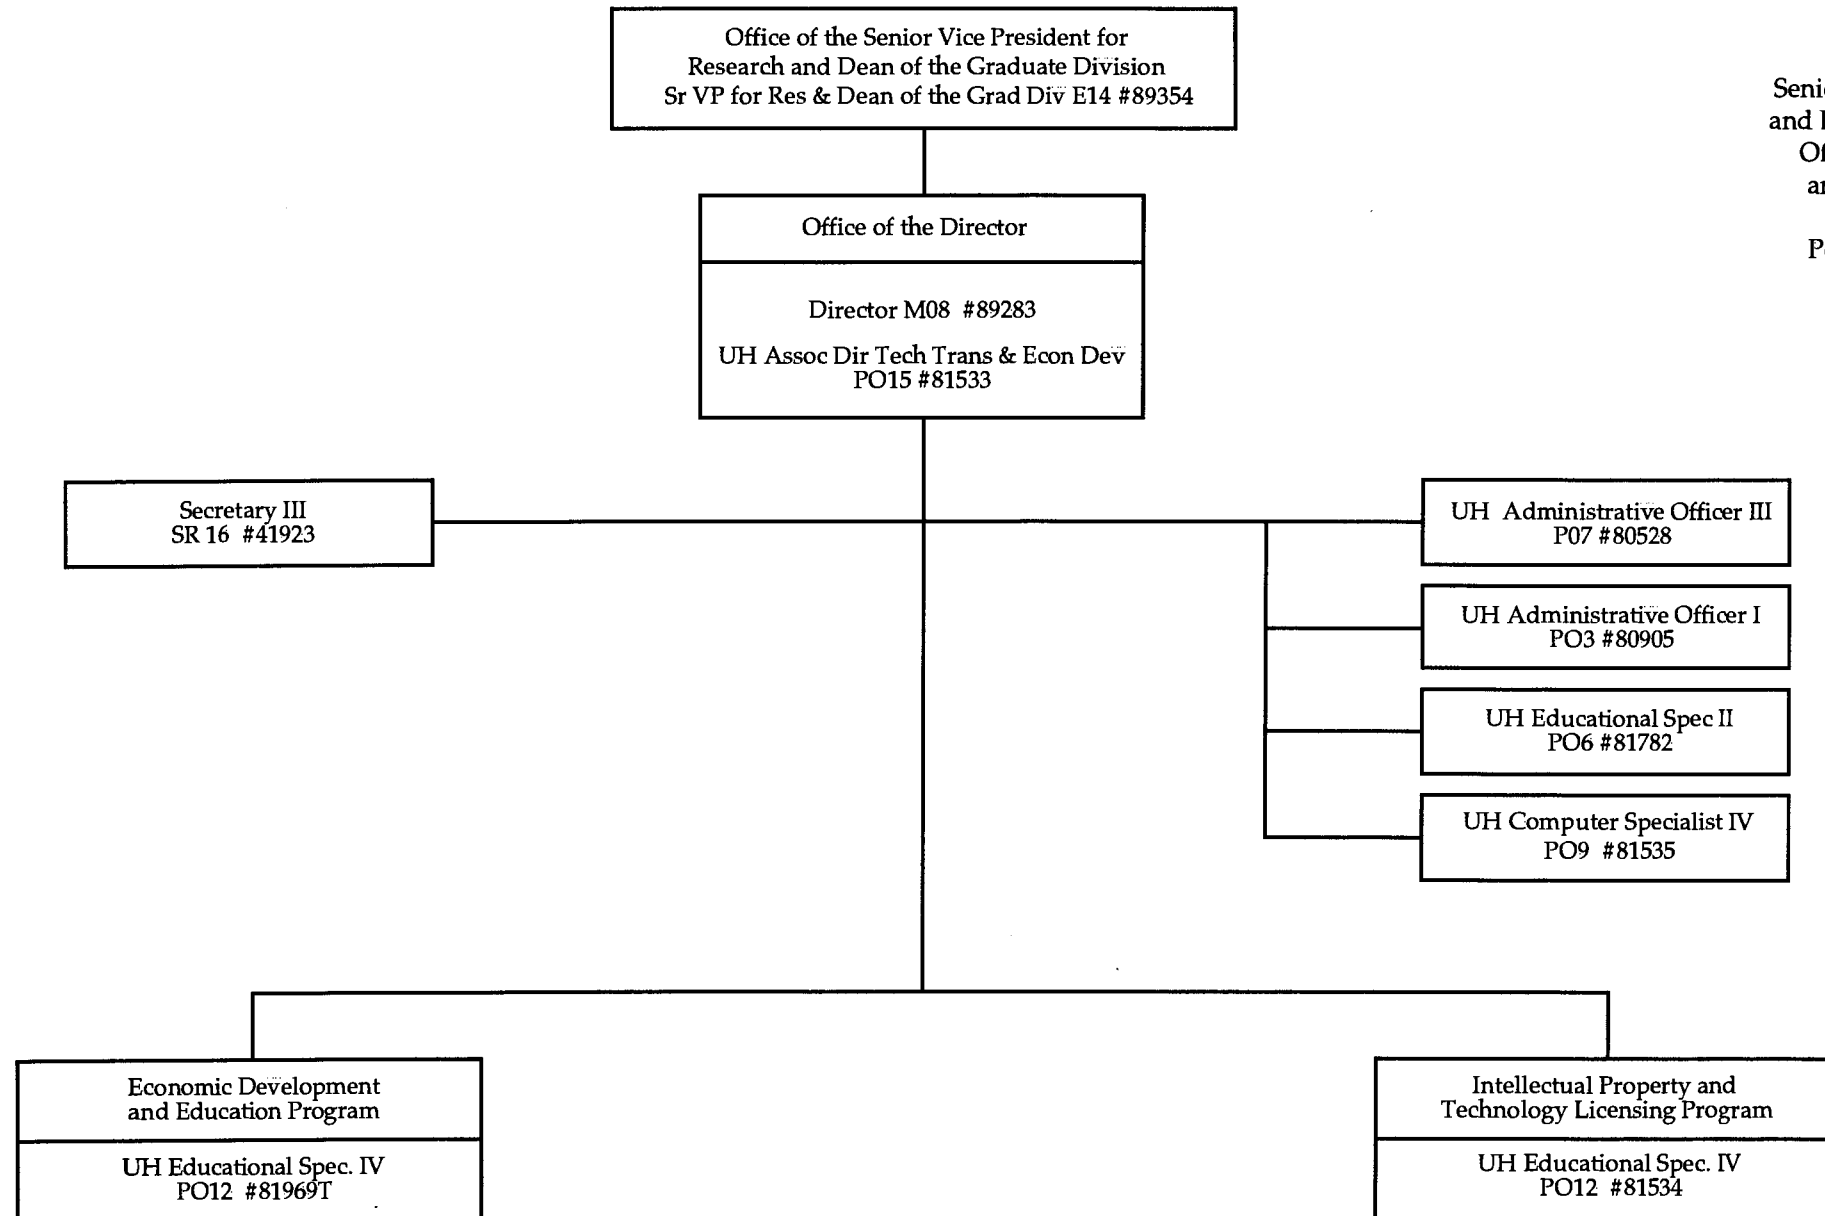 Office of the Senior Vice President for
Research and Dean of the Graduate Division
Sr VP for Res & Dean of the Grad Div E14 #89354
Office of the Director
Director M08 #89283
UH Assoc Dir Tech Trans & Econ Dev
PO15 #81533
Secretary III
SR 16 #41923
UH Administrative Officer III
P07 #80528
UH Administrative Officer I
PO3 #80905
UH Educational Spec II
PO6 #81782
UH Computer Specialist IV
PO9 #81535
Economic Development
and Education Program
UH Educational Spec. IV
PO12 #81969T
Intellectual Property and
Technology Licensing Program
UH Educational Spec. IV
PO12 #81534
and